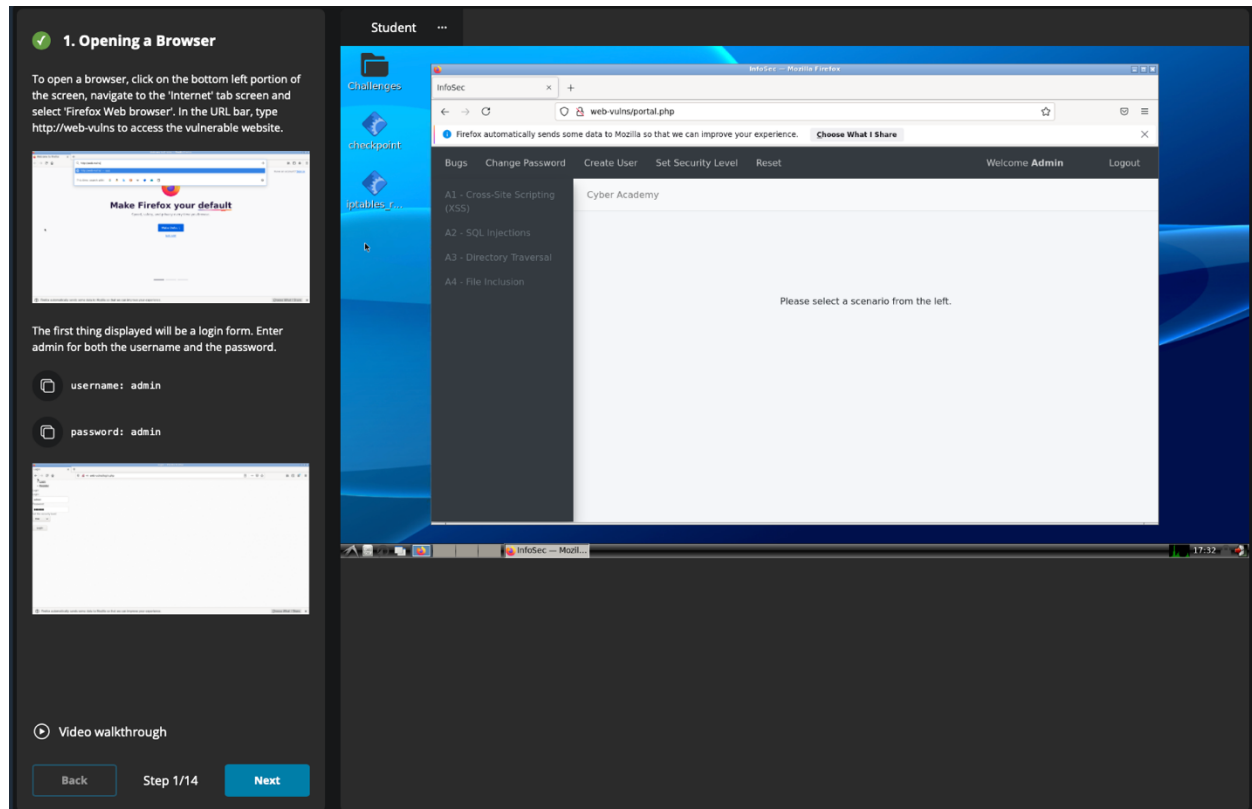 1. Opening a Browser
To open a browser, click on the bottom left portion of
the screen, navigate to the 'Internet' tab screen and
select 'Firefox Web browser'. In the URL bar, type
http://web-vulns to access the vulnerable website.
Make Firefox your default
The first thing displayed will be a login form. Enter
admin for both the username and the password.
username: admin
password: admin
Video walkthrough
Back
Step 1/14
Next
Student
Challenges
checkpoint
iptables_r...
InfoSec — Mozilla Firefox
InfoSec
web-vulns/portal.php
Firefox automatically sends some data to Mozilla so that we can improve your experience.
Choose What I Share
Bugs
Change Password
Create User
Set Security Level
Reset
Welcome Admin
Logout
A1 - Cross-Site Scripting
(XSS)
A2 - SQL Injections
A3 - Directory Traversal
A4 - File Inclusion
Cyber Academy
Please select a scenario from the left.
InfoSec — Mozil...
17:32